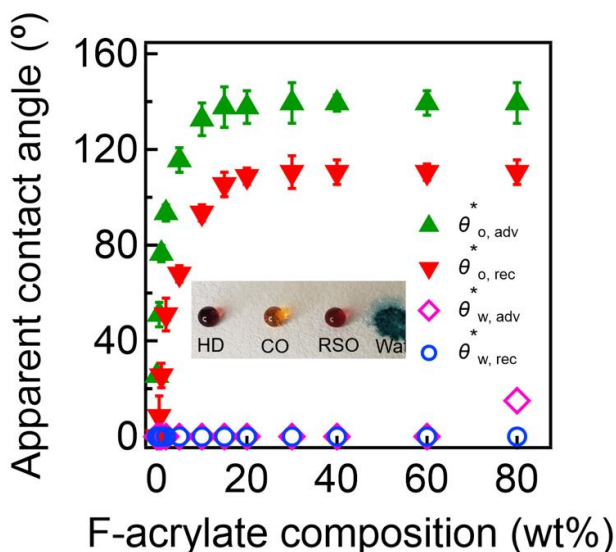 Apparent contact angle (º)
160
120
80
40
0
θ*o, adv
θ*o, rec
θ*w, adv
θ*w, rec
HD CO RSO Wat
0 20 40 60 80
F-acrylate composition (wt%)